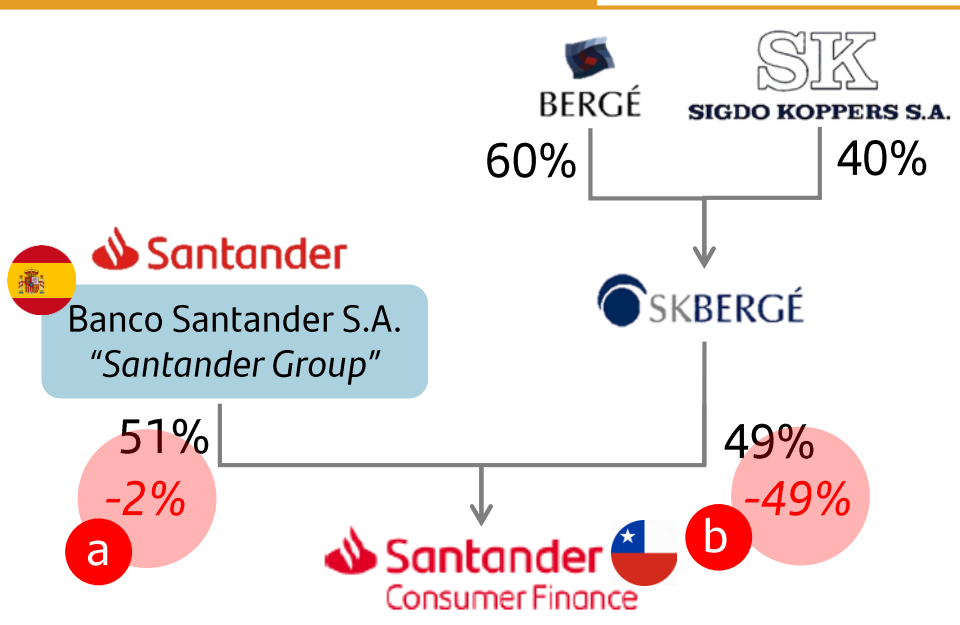 BERGÉ
SK
SIGDO KOPPERS S.A.
60%
40%
Santander
SKBERGÉ
Banco Santander S.A.
“Santander Group”
51%
49%
-2%
-49%
a
b
Santander
Consumer Finance